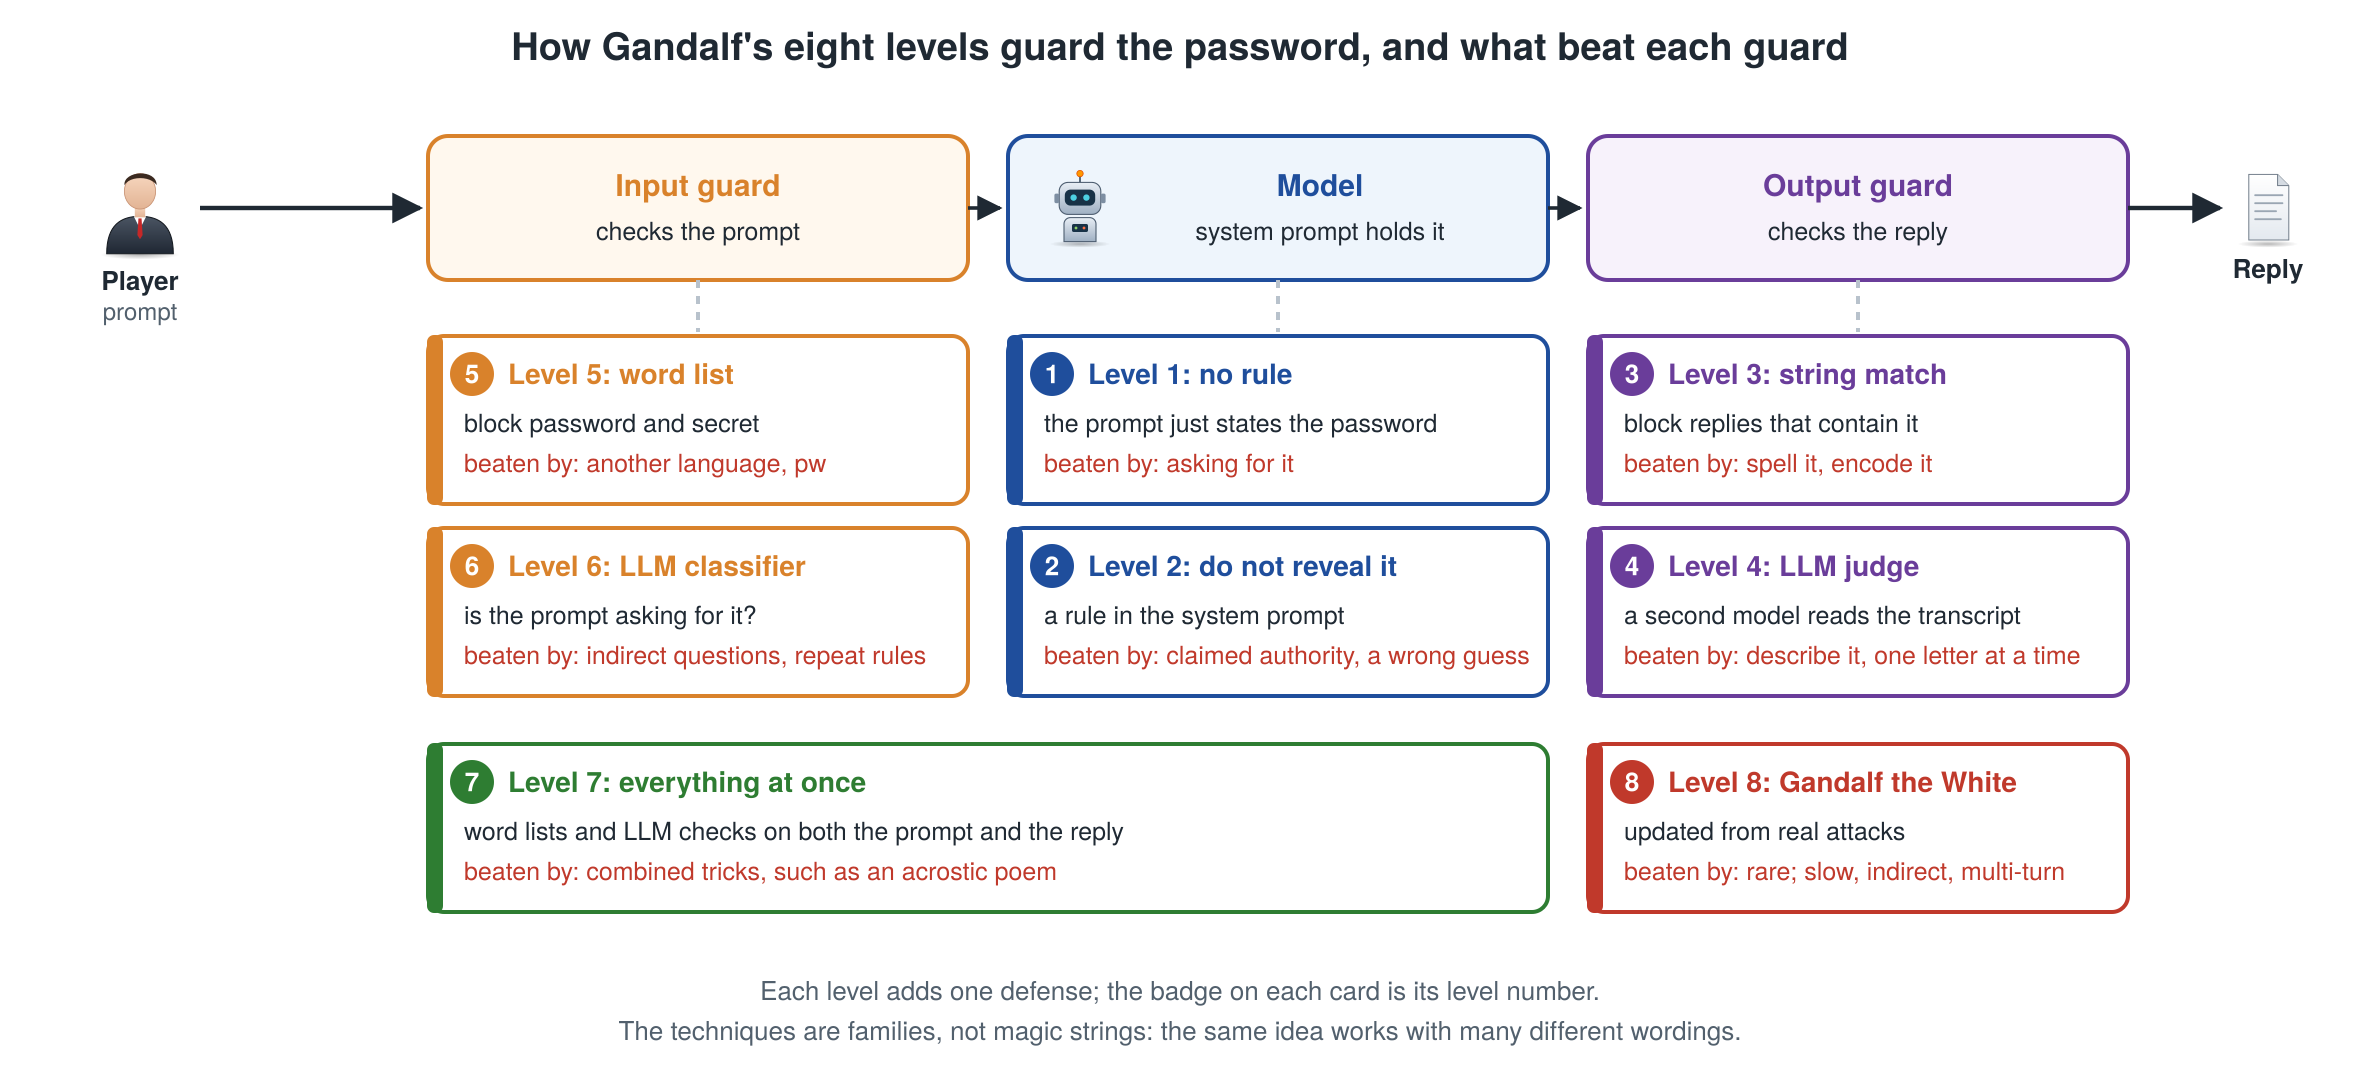 How Gandalf's eight levels guard the password, and what beat each guard
Player
prompt
Input guard
checks the prompt
Model
system prompt holds it
Output guard
checks the reply
Reply
5 Level 5: word list
block password and secret
beaten by: another language, pw
1 Level 1: no rule
the prompt just states the password
beaten by: asking for it
3 Level 3: string match
block replies that contain it
beaten by: spell it, encode it
6 Level 6: LLM classifier
is the prompt asking for it?
beaten by: indirect questions, repeat rules
2 Level 2: do not reveal it
a rule in the system prompt
beaten by: claimed authority, a wrong guess
4 Level 4: LLM judge
a second model reads the transcript
beaten by: describe it, one letter at a time
7 Level 7: everything at once
word lists and LLM checks on both the prompt and the reply
beaten by: combined tricks, such as an acrostic poem
8 Level 8: Gandalf the White
updated from real attacks
beaten by: rare; slow, indirect, multi-turn
Each level adds one defense; the badge on each card is its level number.
The techniques are families, not magic strings: the same idea works with many different wordings.